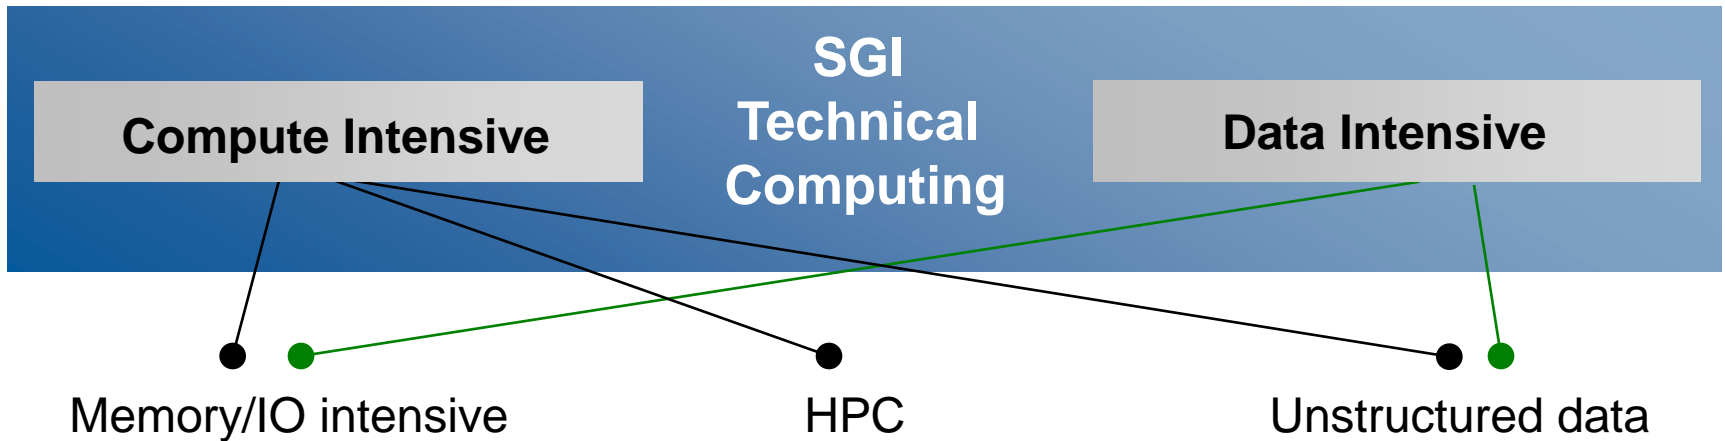 SGI
Technical
Computing
Compute Intensive
Data Intensive
Memory/IO intensive
HPC
Unstructured data